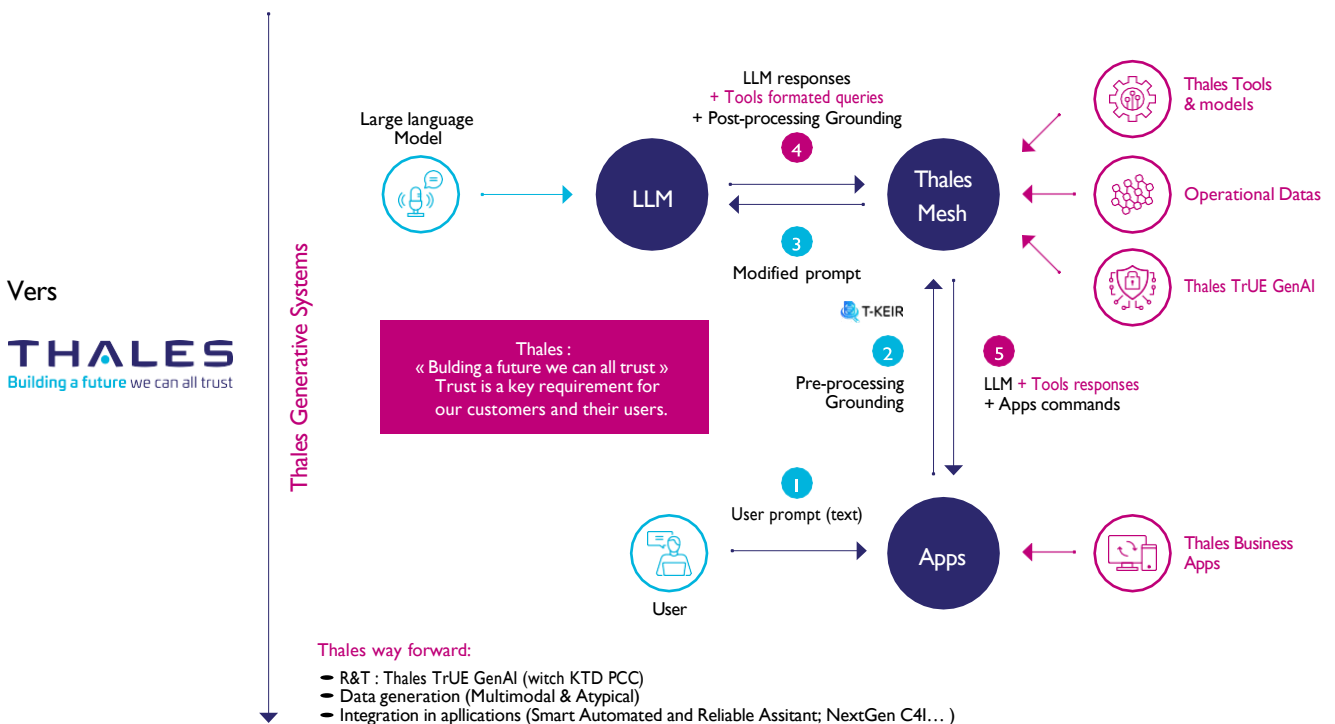 Vers
THALES
Building a future we can all trust
Thales Generative Systems
Large language
Model
LLM
LLM responses
+ Tools formated queries
+ Post-processing Grounding
4
3
Modified prompt
Thales
Mesh
Thales Tools
& models
Operational Datas
Thales TrUE GenAI
T-KEIR
2
Pre-processing
Grounding
5
LLM + Tools responses
+ Apps commands
Thales :
« Bulding a future we can all trust »
Trust is a key requirement for
our customers and their users.
1
User prompt (text)
User
Apps
Thales Business
Apps
Thales way forward:
R&T : Thales TrUE GenAI (witch KTD PCC)
Data generation (Multimodal & Atypical)
Integration in apllications (Smart Automated and Reliable Assitant; NextGen C4I… )